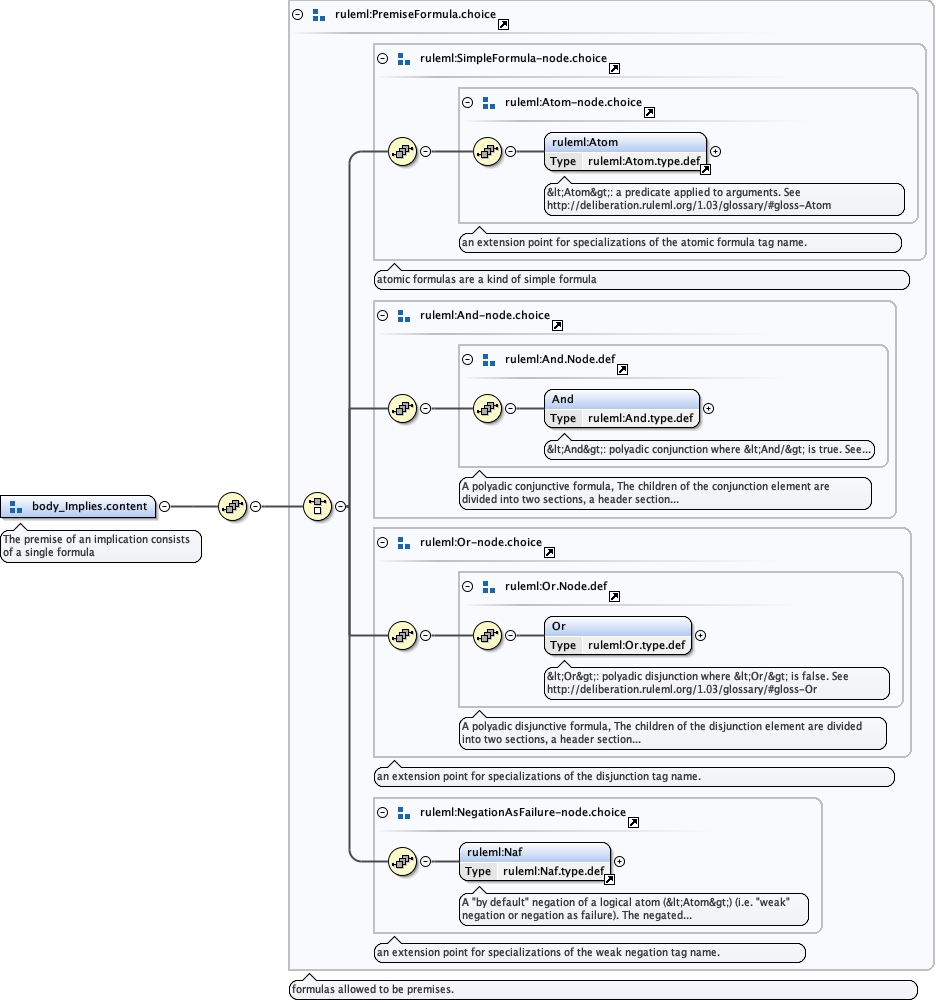 ruleml:PremiseFormula.choice
ruleml:SimpleFormula-node.choice
ruleml:Atom-node.choice
ruleml:Atom
Type ruleml:Atom.type.def
&lt;Atom&gt;: a predicate applied to arguments. See
http://deliberation.ruleml.org/1.03/glossary/#gloss-Atom
an extension point for specializations of the atomic formula tag name.
atomic formulas are a kind of simple formula
ruleml:And-node.choice
ruleml:And.Node.def
And
Type ruleml:And.type.def
&lt;And&gt;: polyadic conjunction where &lt;And/&gt; is true. See...
A polyadic conjunctive formula, The children of the conjunction element are
divided into two sections, a header section...
body_Implies.content
The premise of an implication consists
of a single formula
ruleml:Or-node.choice
ruleml:Or.Node.def
Or
Type ruleml:Or.type.def
&lt;Or&gt;: polyadic disjunction where &lt;Or/&gt; is false. See
http://deliberation.ruleml.org/1.03/glossary/#gloss-Or
A polyadic disjunctive formula, The children of the disjunction element are divided
into two sections, a header section...
an extension point for specializations of the disjunction tag name.
ruleml:NegationAsFailure-node.choice
ruleml:Naf
Type ruleml:Naf.type.def
A "by default" negation of a logical atom (&lt;Atom&gt;) (i.e. "weak"
negation or negation as failure). The negated...
an extension point for specializations of the weak negation tag name.
formulas allowed to be premises.